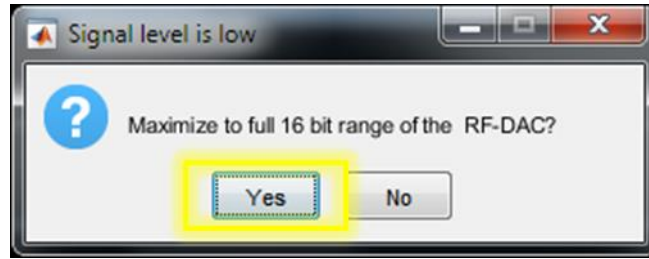 Signal level is low
Maximize to full 16 bit range of the RF-DAC?
Yes No